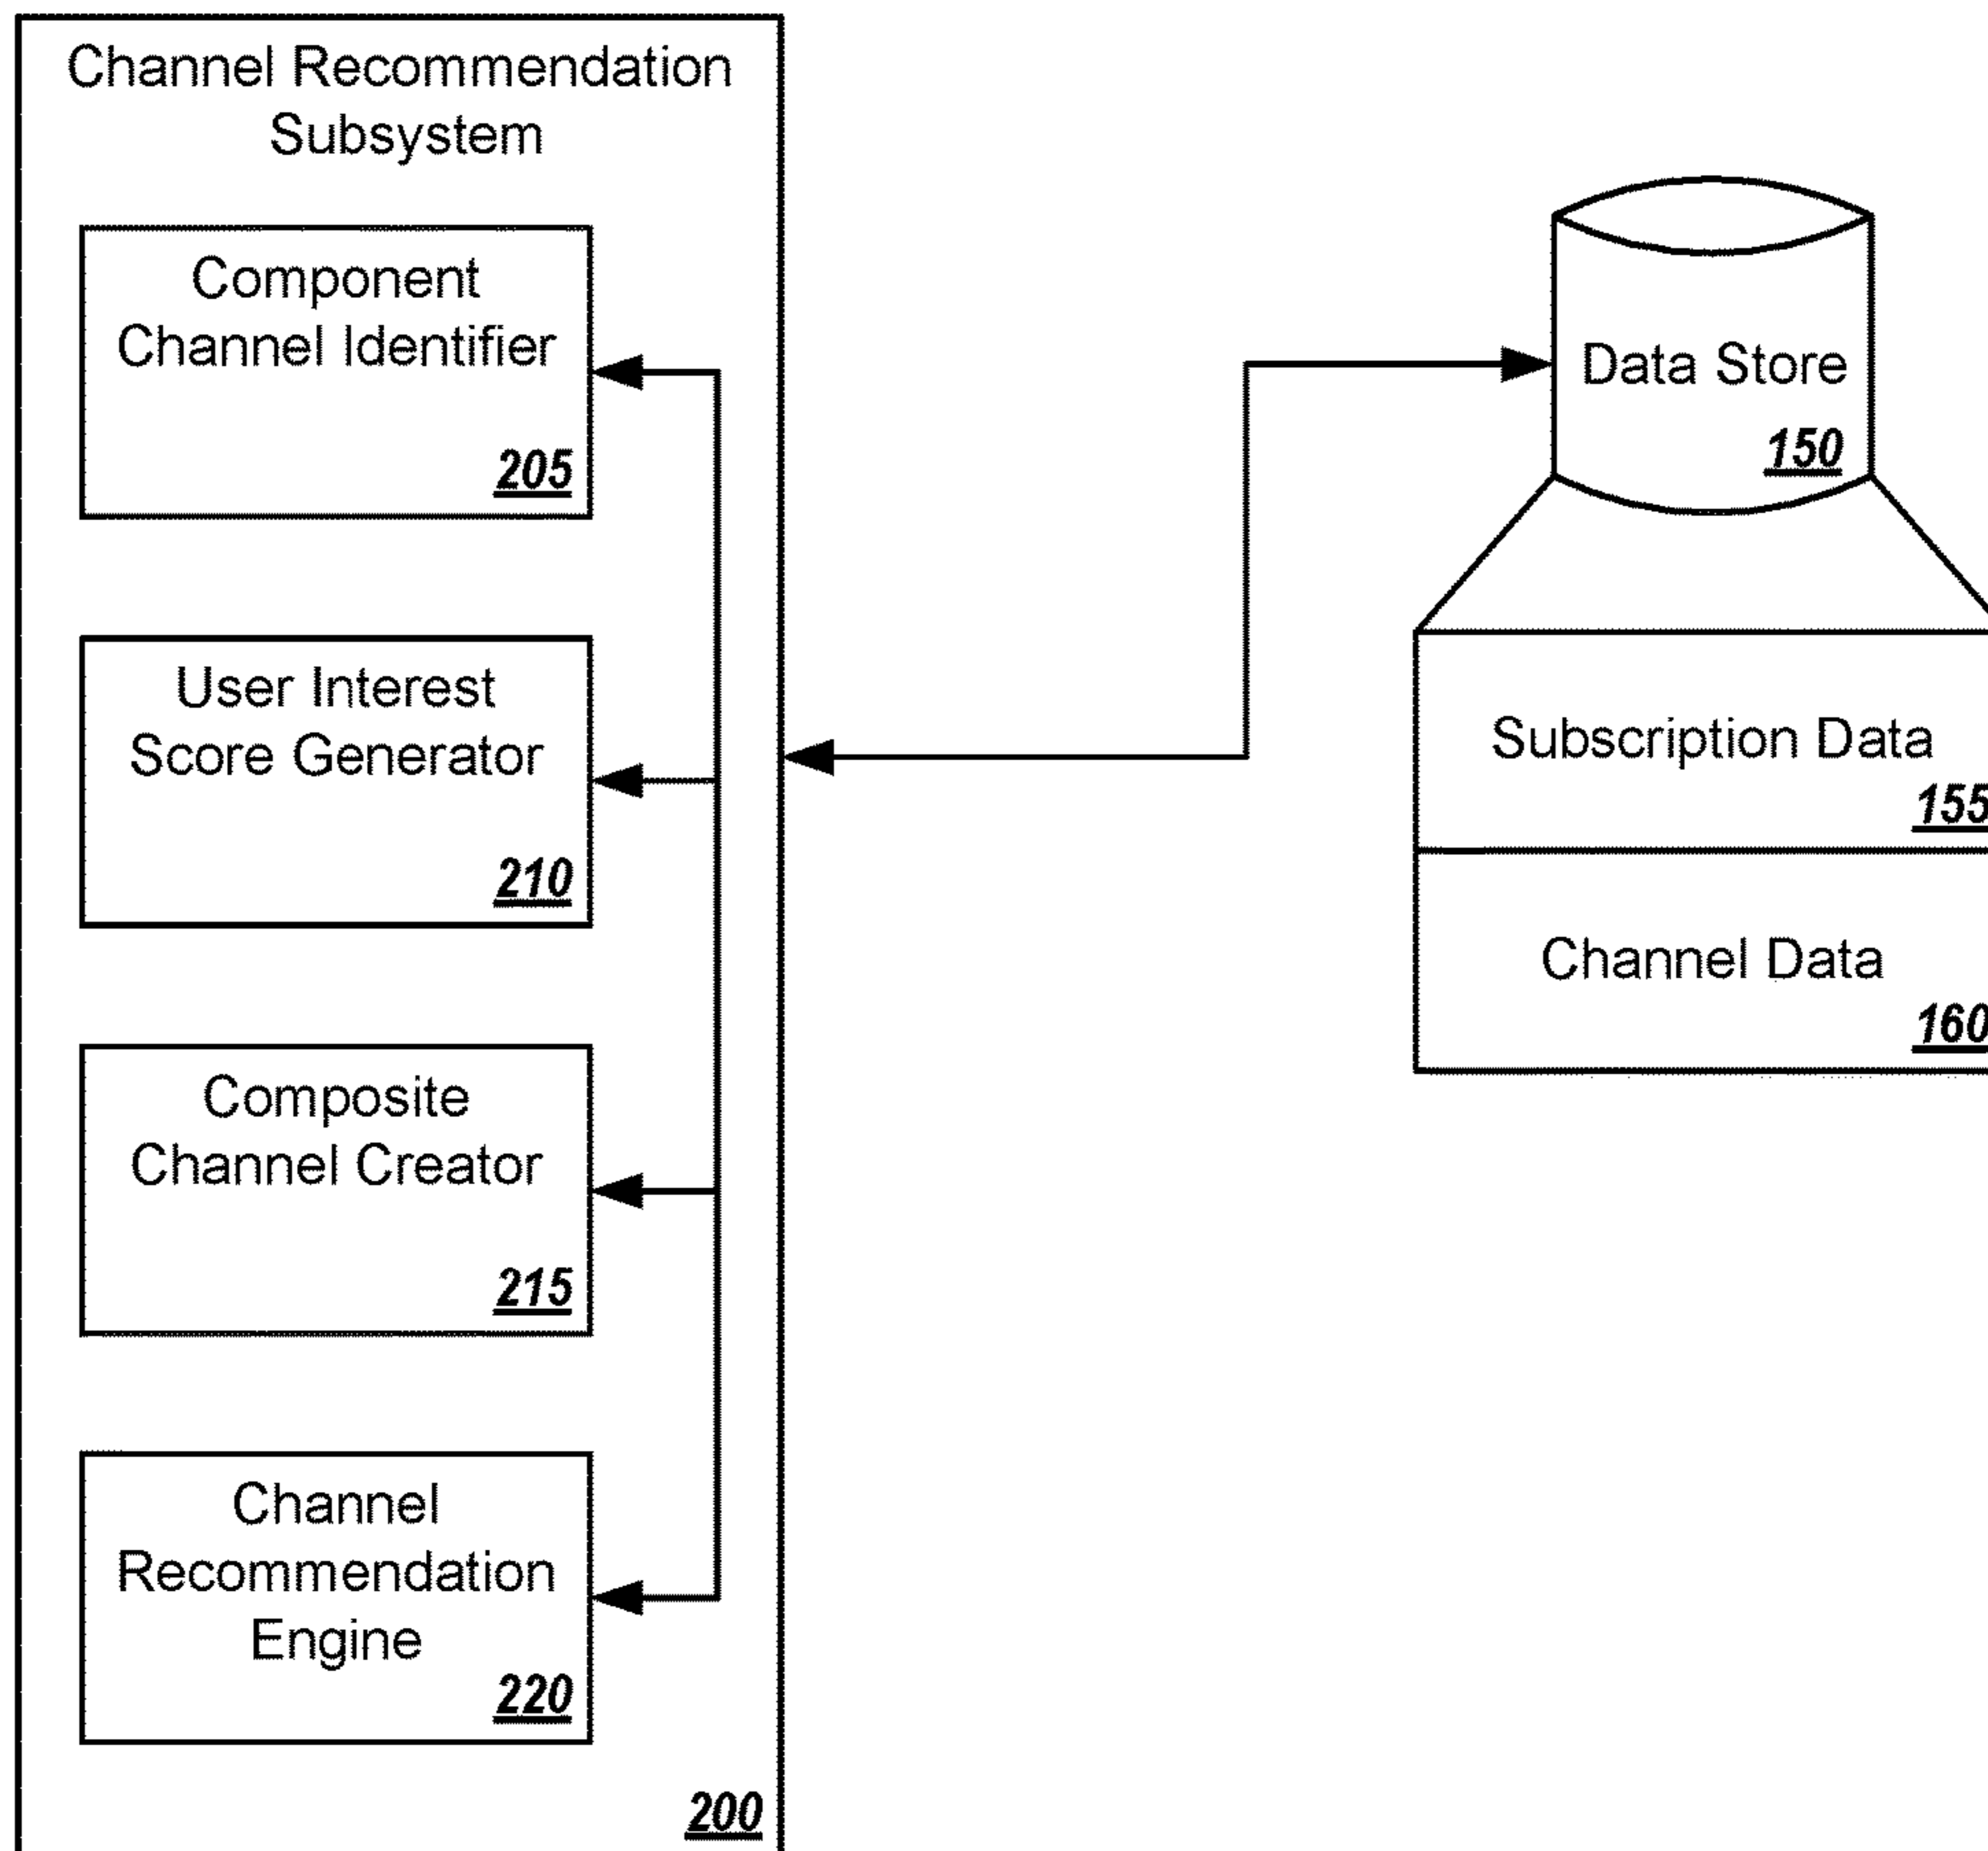 Channel Recommendation
Subsystem
Component
Channel Identifier
205
User Interest
Score Generator
210
Composite
Channel Creator
215
Channel
Recommendation
Engine
220
200
Data Store
150
Subscription Data
155
Channel Data
160